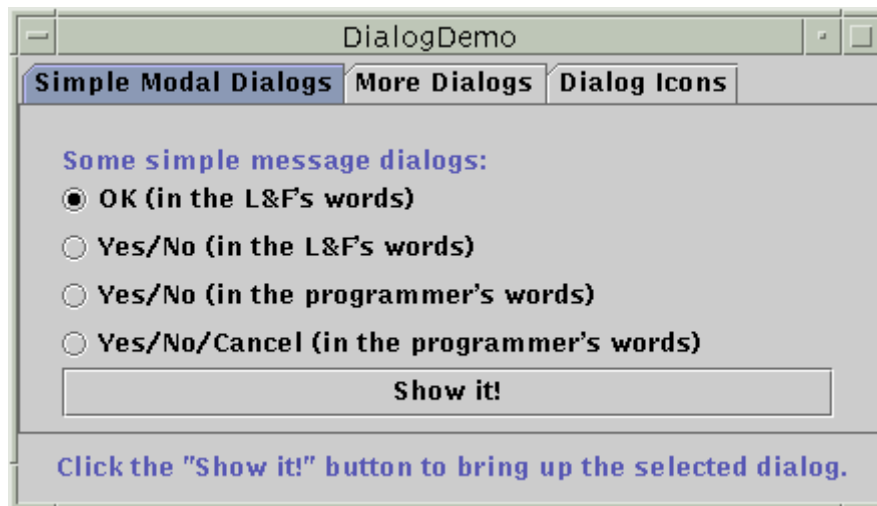 DialogDemo
Simple Modal Dialogs More Dialogs Dialog Icons
Some simple message dialogs:
OK (in the L&F's words)
Yes/No (in the L&F's words)
Yes/No (in the programmer's words)
Yes/No/Cancel (in the programmer's words)
Show it!
Click the "Show it!" button to bring up the selected dialog.